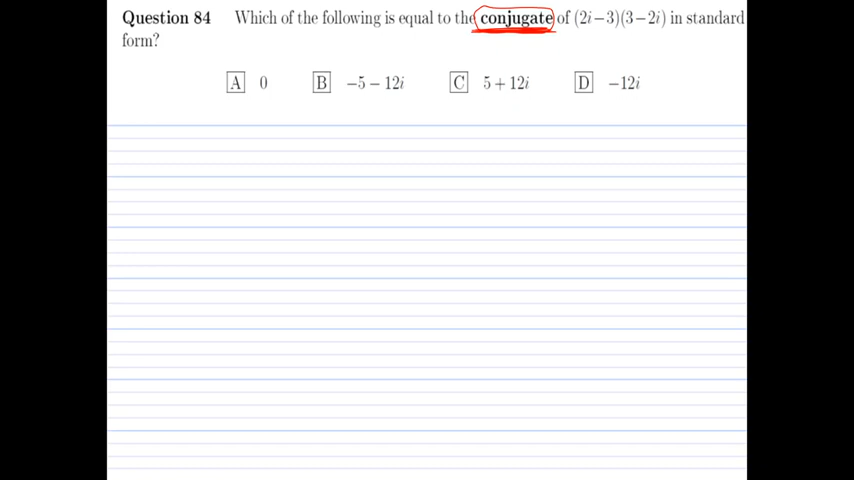 Question 84 Which of the following is equal to the conjugate of (2i−3)(3−2i) in standard
form?
A 0 B −5 − 12i C 5 + 12i D −12i